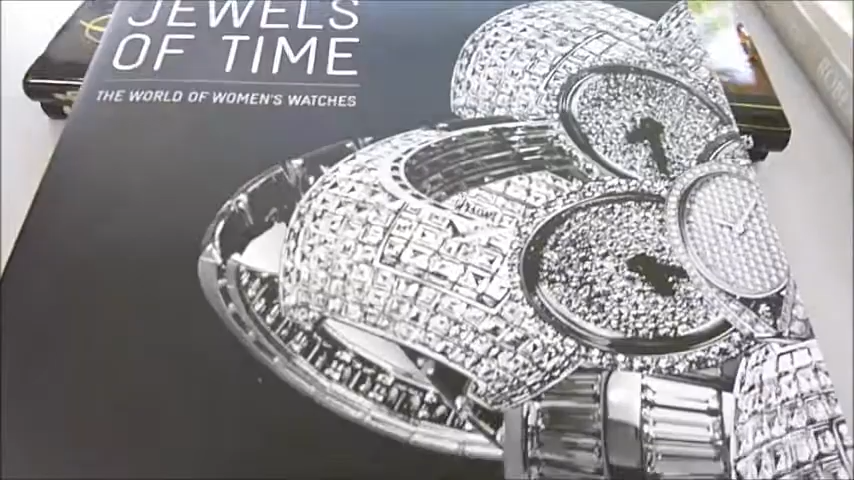 JEWELS
OF TIME
THE WORLD OF WOMEN'S WATCHES